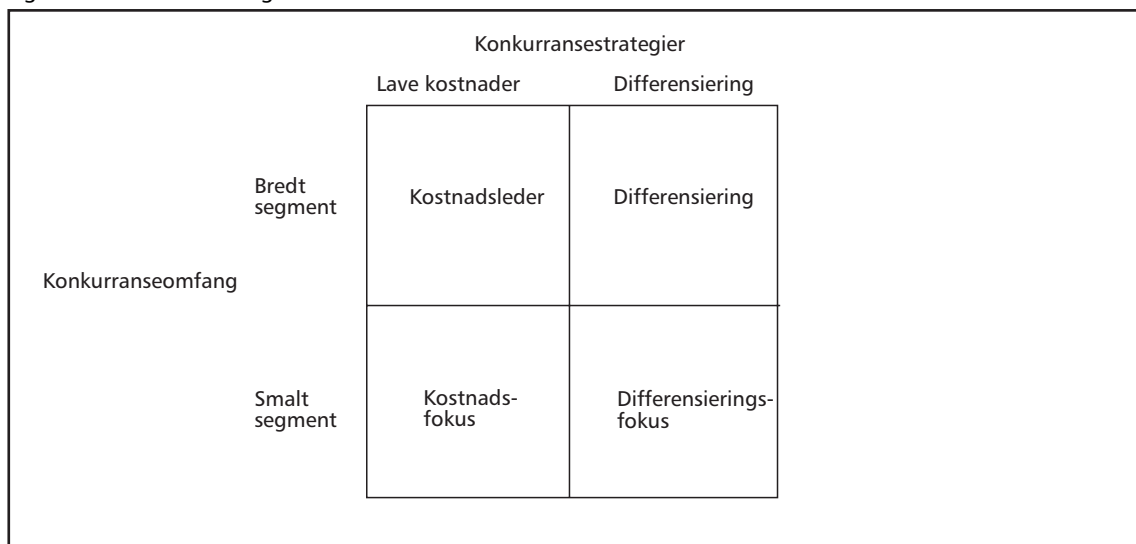 Konkurransestrategier
Lave kostnader Differensiering
Bredt
segment
Kostnadsleder Differensiering
Konkurranseomfang
Smalt
segment
Kostnads-
fokus
Differensierings-
fokus